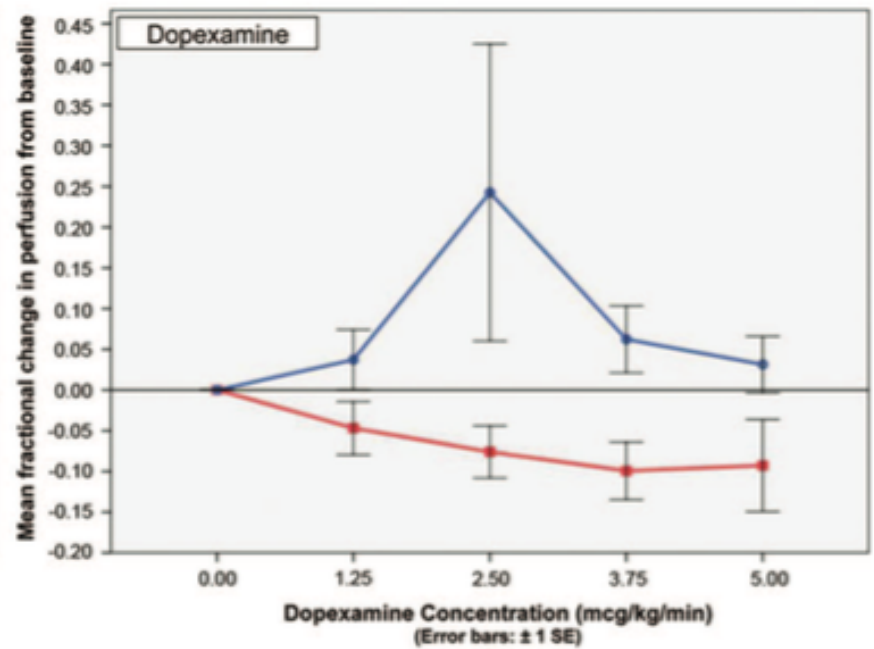 Dopexamine
Mean fractional change in perfusion from baseline
0.45
0.40
0.35
0.30
0.25
0.20
0.15
0.10
0.05
0.00
-0.05
-0.10
-0.15
-0.20
0.00 1.25 2.50 3.75 5.00
Dopexamine Concentration (mcg/kg/min)
(Error bars: ± 1 SE)